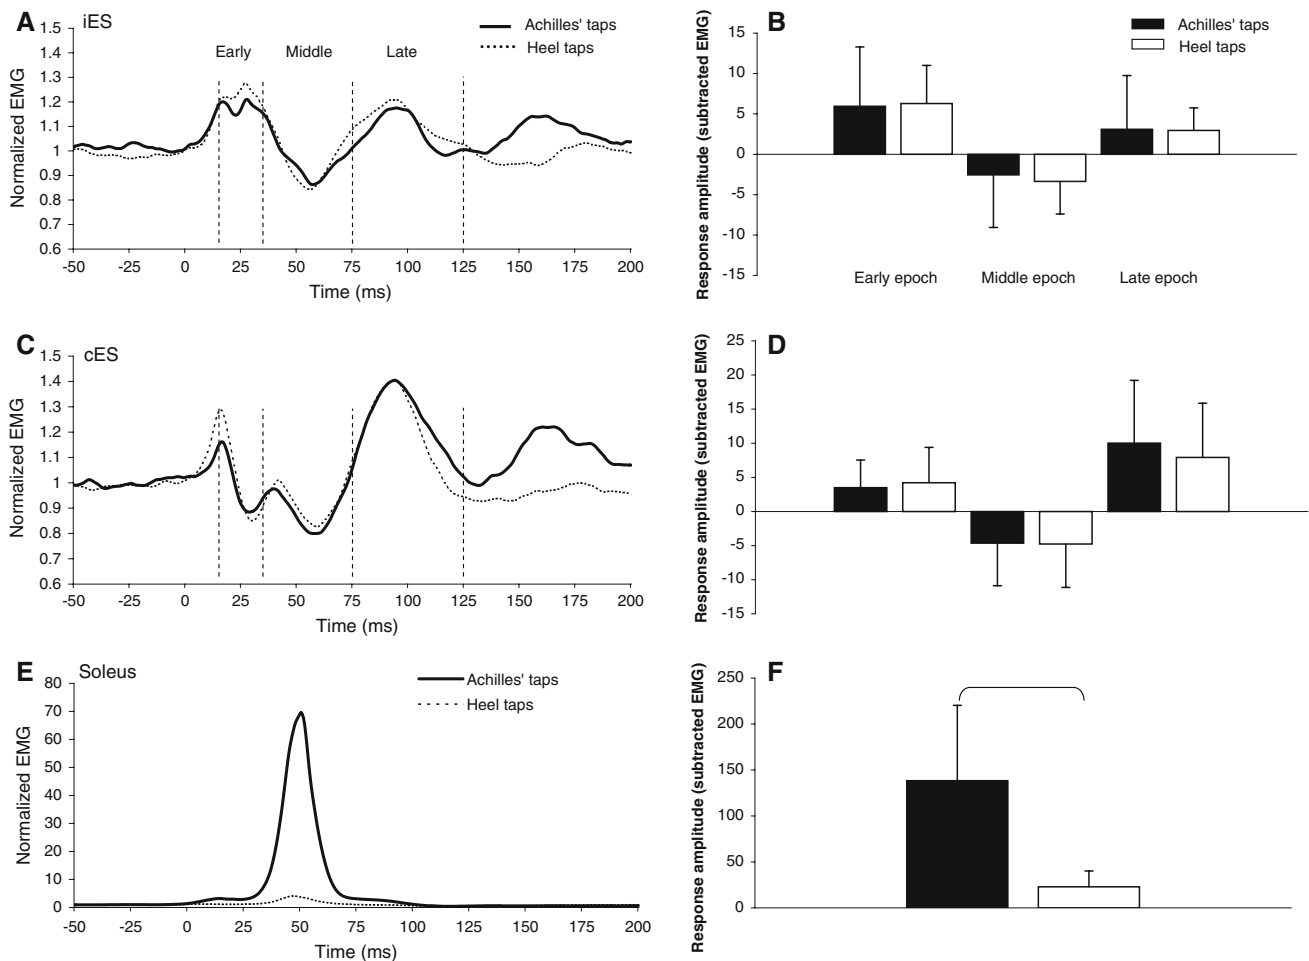 A iES
Achilles' taps
Heel taps
Early Middle Late
Normalized EMG
1.5
1.4
1.3
1.2
1.1
1
0.9
0.8
0.7
0.6
-50 -25 0 25 50 75 100 125 150 175 200
Time (ms)
B
Achilles' taps
Heel taps
Response amplitude (subtracted EMG)
15
10
5
0
-5
-10
-15
Early epoch Middle epoch Late epoch
C cES
Normalized EMG
1.5
1.4
1.3
1.2
1.1
1
0.9
0.8
0.7
0.6
-50 -25 0 25 50 75 100 125 150 175 200
Time (ms)
D
Response amplitude (subtracted EMG)
25
20
15
10
5
0
-5
-10
-15
E Soleus
Achilles' taps
Heel taps
Normalized EMG
80
70
60
50
40
30
20
10
0
-50 -25 0 25 50 75 100 125 150 175 200
Time (ms)
F
Response amplitude (subtracted EMG)
250
200
150
100
50
0